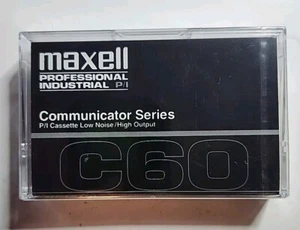 maxell
PROFESSIONAL
INDUSTRIAL P/I
Communicator Series
P/I Cassette Low Noise/High Output
C60